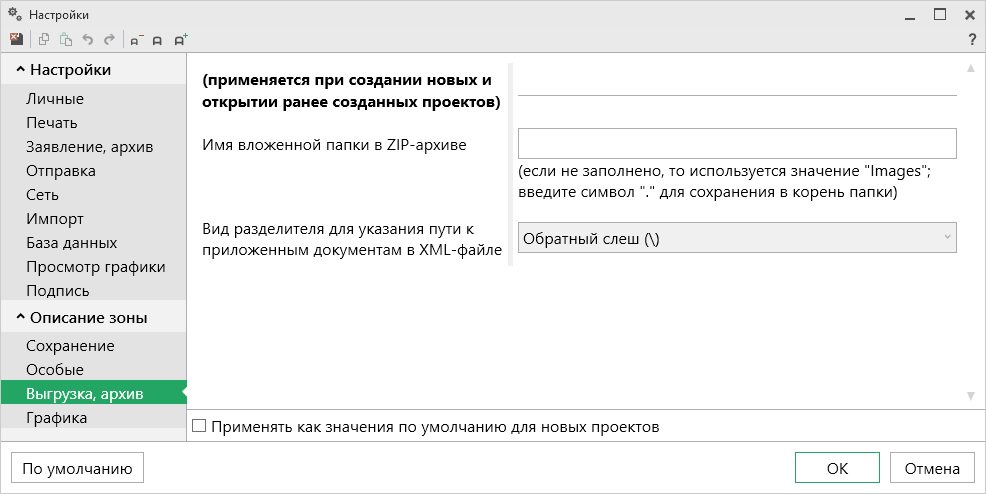 Настройки
?
Настройки
Личные
Печать
Заявление, архив
Отправка
Сеть
Импорт
База данных
Просмотр графики
Подпись
Описание зоны
Сохранение
Особые
Выгрузка, архив
Графика
(применяется при создании новых и
открытии ранее созданных проектов)
Имя вложенной папки в ZIP-архиве
(если не заполнено, то используется значение "Images";
введите символ "." для сохранения в корень папки)
Вид разделителя для указания пути к
приложенным документам в XML-файле
Обратный слеш (\)
Применять как значения по умолчанию для новых проектов
По умолчанию
ОК
Отмена